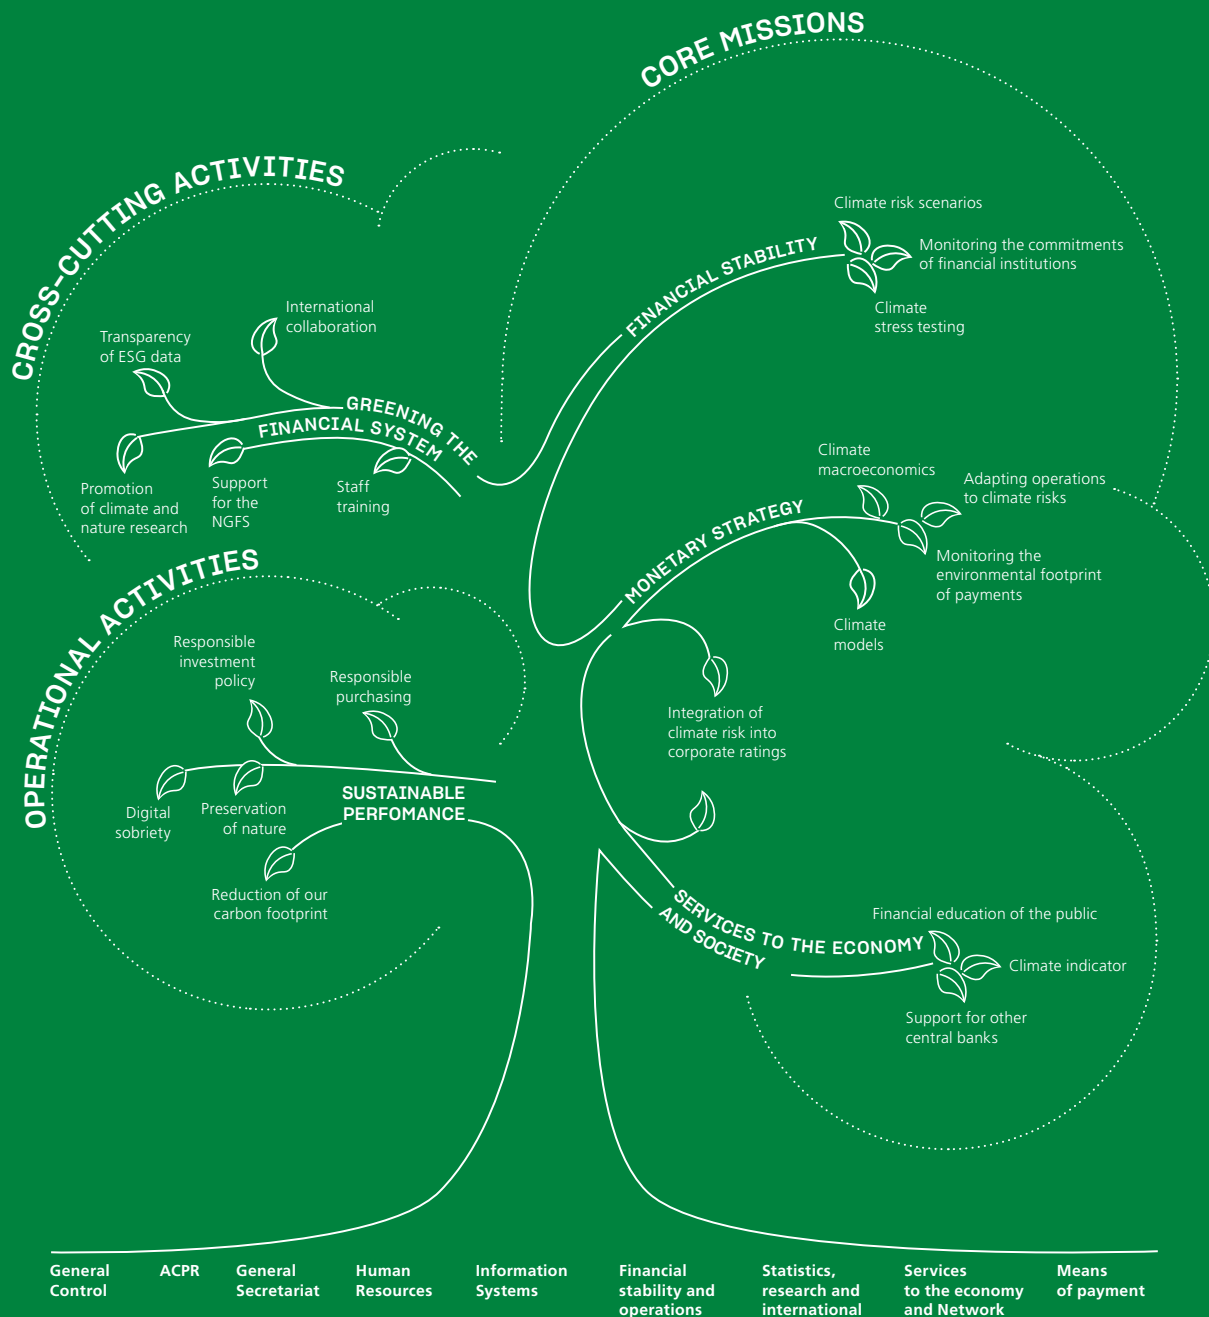 CORE MISSIONS
CROSS-CUTTING ACTIVITIES
International
collaboration
Transparency
of ESG data
GREENING THE
FINANCIAL SYSTEM
Promotion
of climate and
nature research
Support
for the
NGFS
Staff
training
FINANCIAL STABILITY
Climate risk scenarios
Monitoring the commitments
of financial institutions
Climate
stress testing
MONETARY STRATEGY
Climate
macroeconomics
Adapting operations
to climate risks
Monitoring the
environmental footprint
of payments
Climate
models
Integration of
climate risk into
corporate ratings
OPERATIONAL ACTIVITIES
Responsible
investment
policy
Responsible
purchasing
SUSTAINABLE
PERFOMANCE
Digital
sobriety
Preservation
of nature
Reduction of our
carbon footprint
SERVICES TO THE ECONOMY
AND SOCIETY
Financial education of the public
Climate indicator
Support for other
central banks
General
Control
ACPR
General
Secretariat
Human
Resources
Information
Systems
Financial
stability and
operations
Statistics,
research and
international
Services
to the economy
and Network
Means
of payment